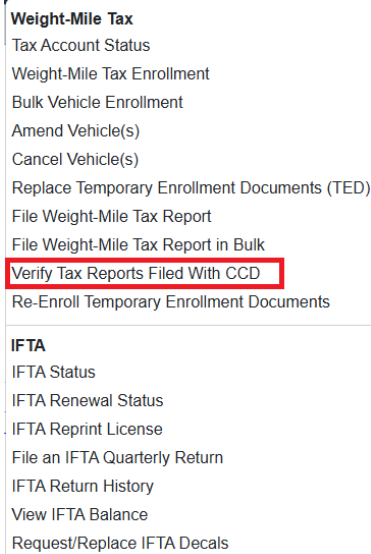 Weight-Mile Tax
Tax Account Status
Weight-Mile Tax Enrollment
Bulk Vehicle Enrollment
Amend Vehicle(s)
Cancel Vehicle(s)
Replace Temporary Enrollment Documents (TED)
File Weight-Mile Tax Report
File Weight-Mile Tax Report in Bulk
Verify Tax Reports Filed With CCD
Re-Enroll Temporary Enrollment Documents
IFTA
IFTA Status
IFTA Renewal Status
IFTA Reprint License
File an IFTA Quarterly Return
IFTA Return History
View IFTA Balance
Request/Replace IFTA Decals